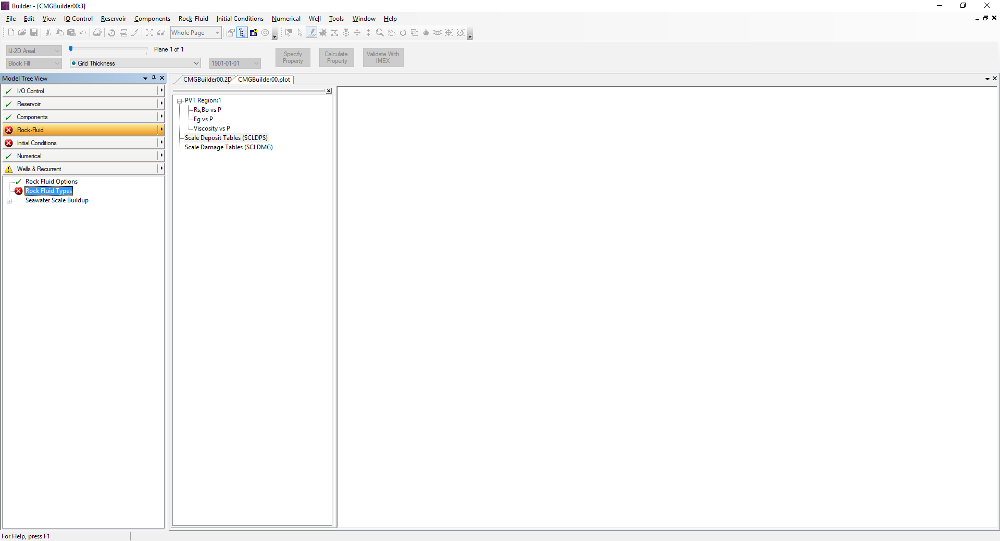 Builder - [CMGBuilder00:3]
File Edit View IO Control Reservoir Components Rock-Fluid Initial Conditions Numerical Well Tools Window Help
Whole Page
IJ-2D Areal
Plane 1 of 1
Block Fill
Grid Thickness
1901-01-01
Specify Property
Calculate Property
Validate With IMEX
Model Tree View
I/O Control
Reservoir
Components
Rock-Fluid
Initial Conditions
Numerical
Wells & Recurrent
Rock Fluid Options
Rock Fluid Types
Seawater Scale Buildup
CMGBuilder00.2D
CMGBuilder00.plot
PVT Region:1
Rs,Bo vs P
Eg vs P
Viscosity vs P
Scale Deposit Tables (SCLDPS)
Scale Damage Tables (SCLDMG)
For Help, press F1